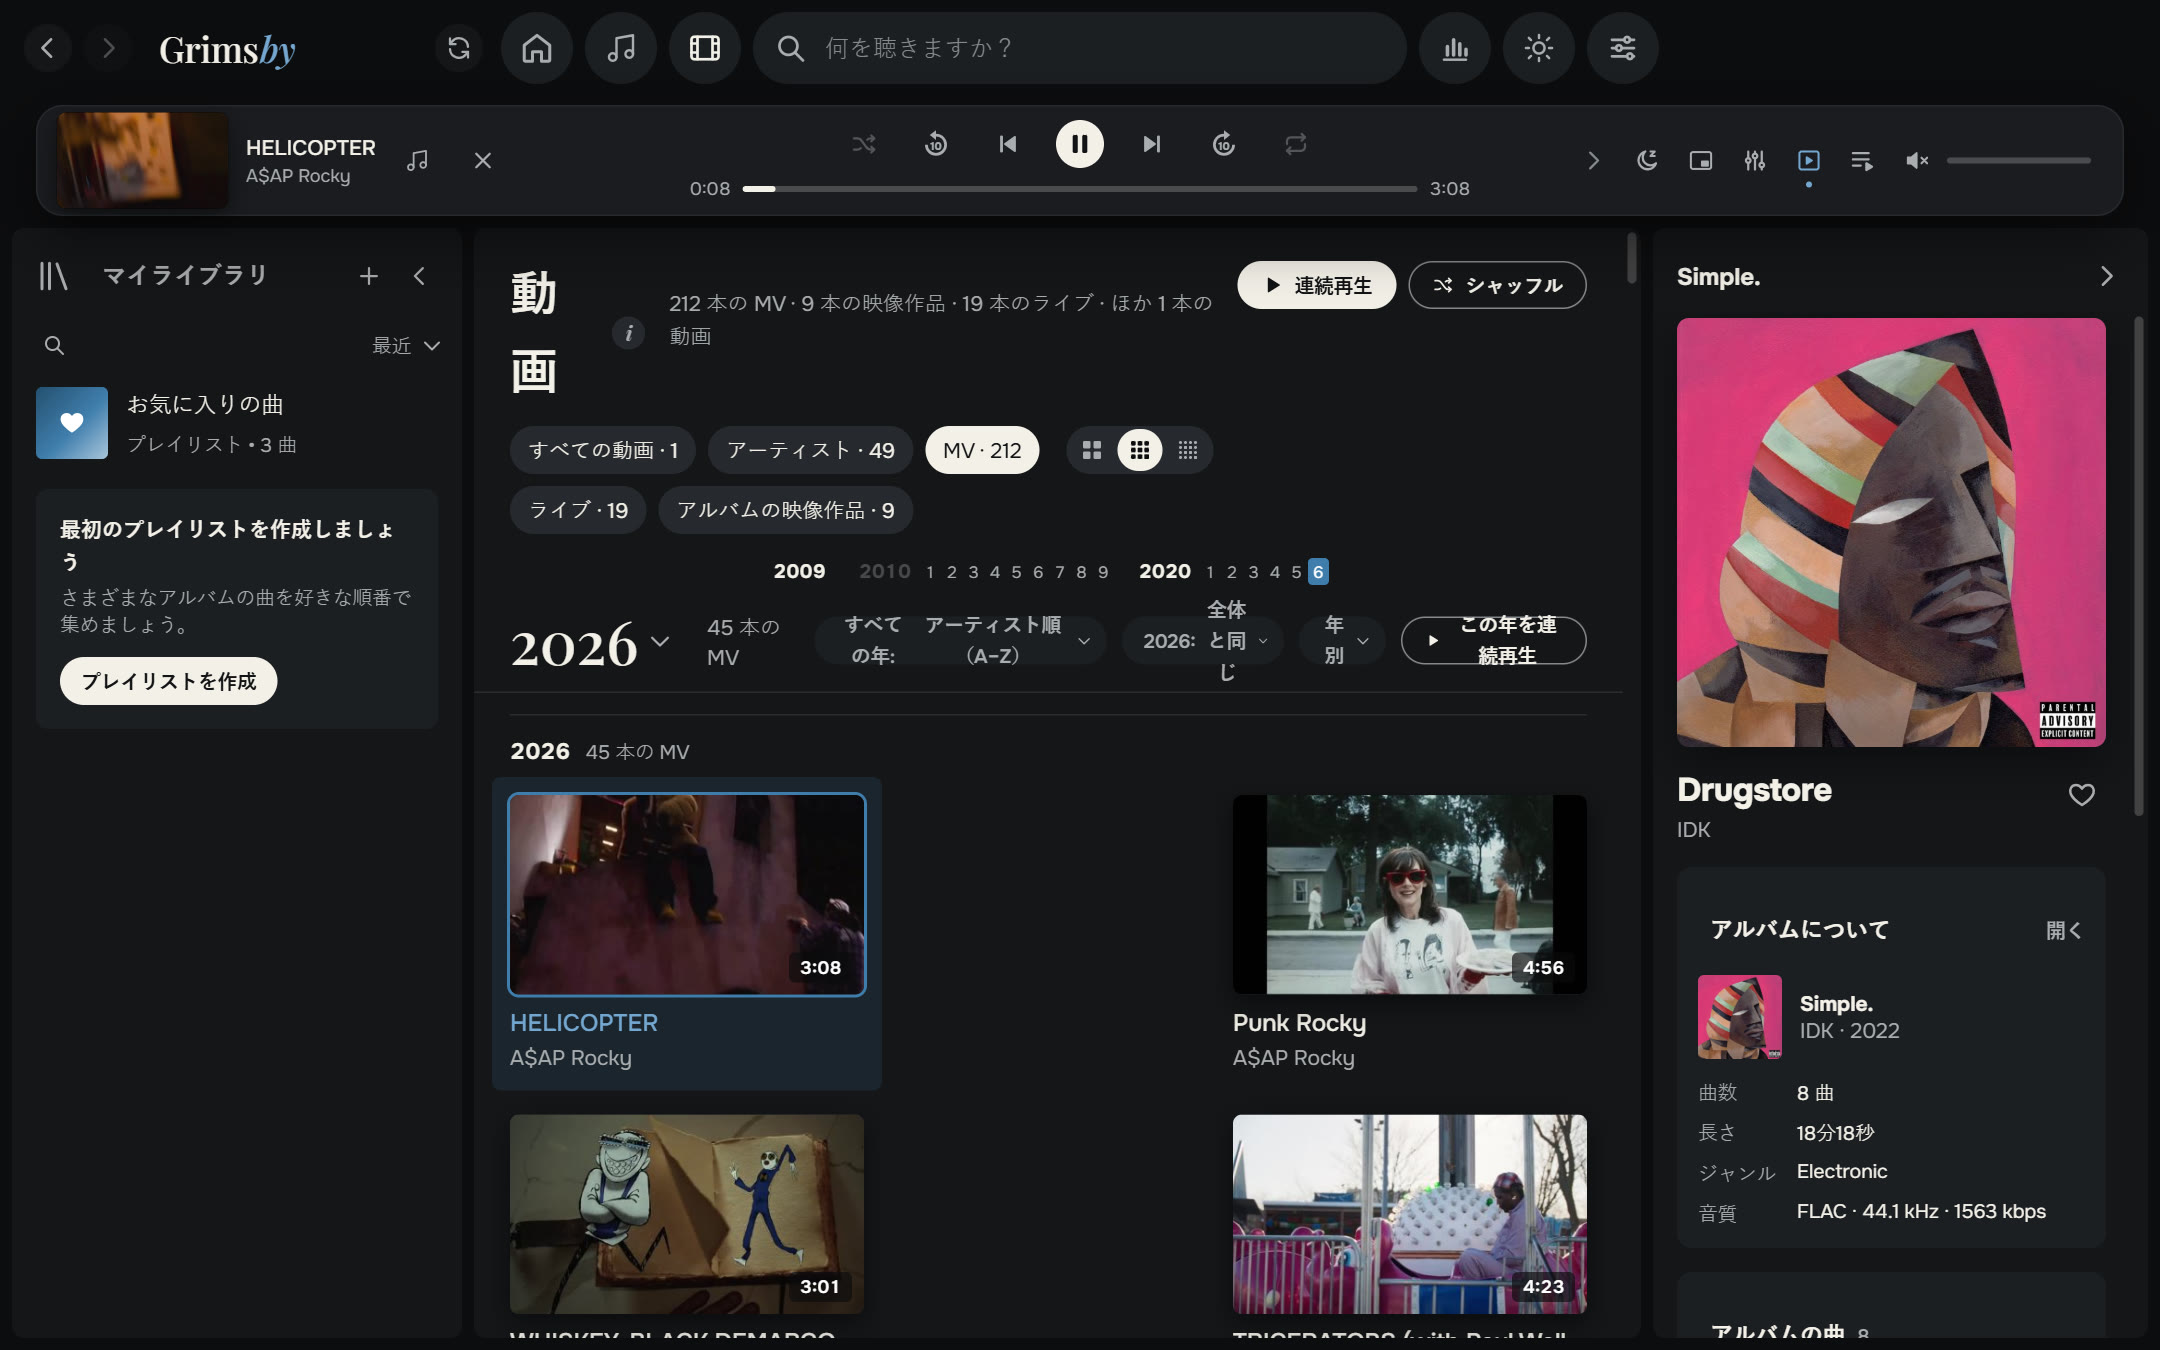 Grimsby
何を聴きますか？
HELICOPTER
A$AP Rocky
10
10
0:08
3:08
マイライブラリ
最近
お気に入りの曲
プレイリスト • 3 曲
最初のプレイリストを作成しましょ
う
さまざまなアルバムの曲を好きな順番で
集めましょう。
プレイリストを作成
動
画
i
212 本の MV · 9 本の映像作品 · 19 本のライブ · ほか 1 本の
動画
連続再生
シャッフル
すべての動画 · 1
アーティスト · 49
MV · 212
ライブ · 19
アルバムの映像作品 · 9
2009 2010 1 2 3 4 5 6 7 8 9 2020 1 2 3 4 5 6
2026
45 本の
MV
すべて
の年:
アーティスト順
（A–Z）
2026:
全体
と同
じ
年
別
この年を連
続再生
2026 45 本の MV
3:08
HELICOPTER
A$AP Rocky
4:56
Punk Rocky
A$AP Rocky
3:01
4:23
Simple.
PARENTAL
ADVISORY
EXPLICIT CONTENT
Drugstore
IDK
アルバムについて
開く
Simple.
IDK · 2022
曲数 8 曲
長さ 18分18秒
ジャンル Electronic
音質 FLAC · 44.1 kHz · 1563 kbps
アルバムの曲 8